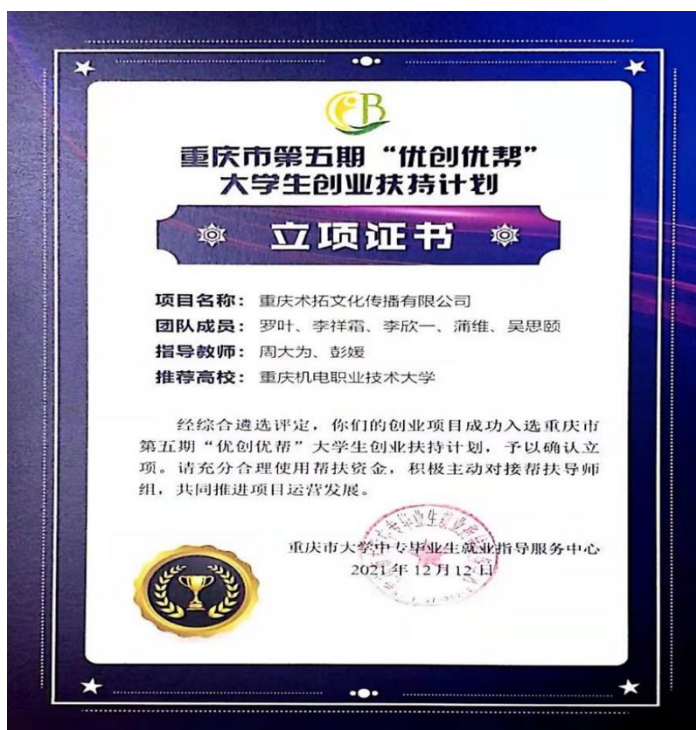 重庆市第五期“优创优帮”
大学生创业扶持计划
立项证书
项目名称：重庆术拓文化传播有限公司
团队成员：罗叶、李祥霜、李欣一、蒲维、吴思颐
指导教师：周大为、彭媛
推荐高校：重庆机电职业技术大学
经综合遴选评定，你们的创业项目成功入选重庆市
第五期“优创优帮”大学生创业扶持计划，予以确认立
项。请充分合理使用帮扶资金，积极主动对接帮扶导师
组，共同推进项目运营发展。
重庆市大学中专毕业生就业指导服务中心
2021年12月12日